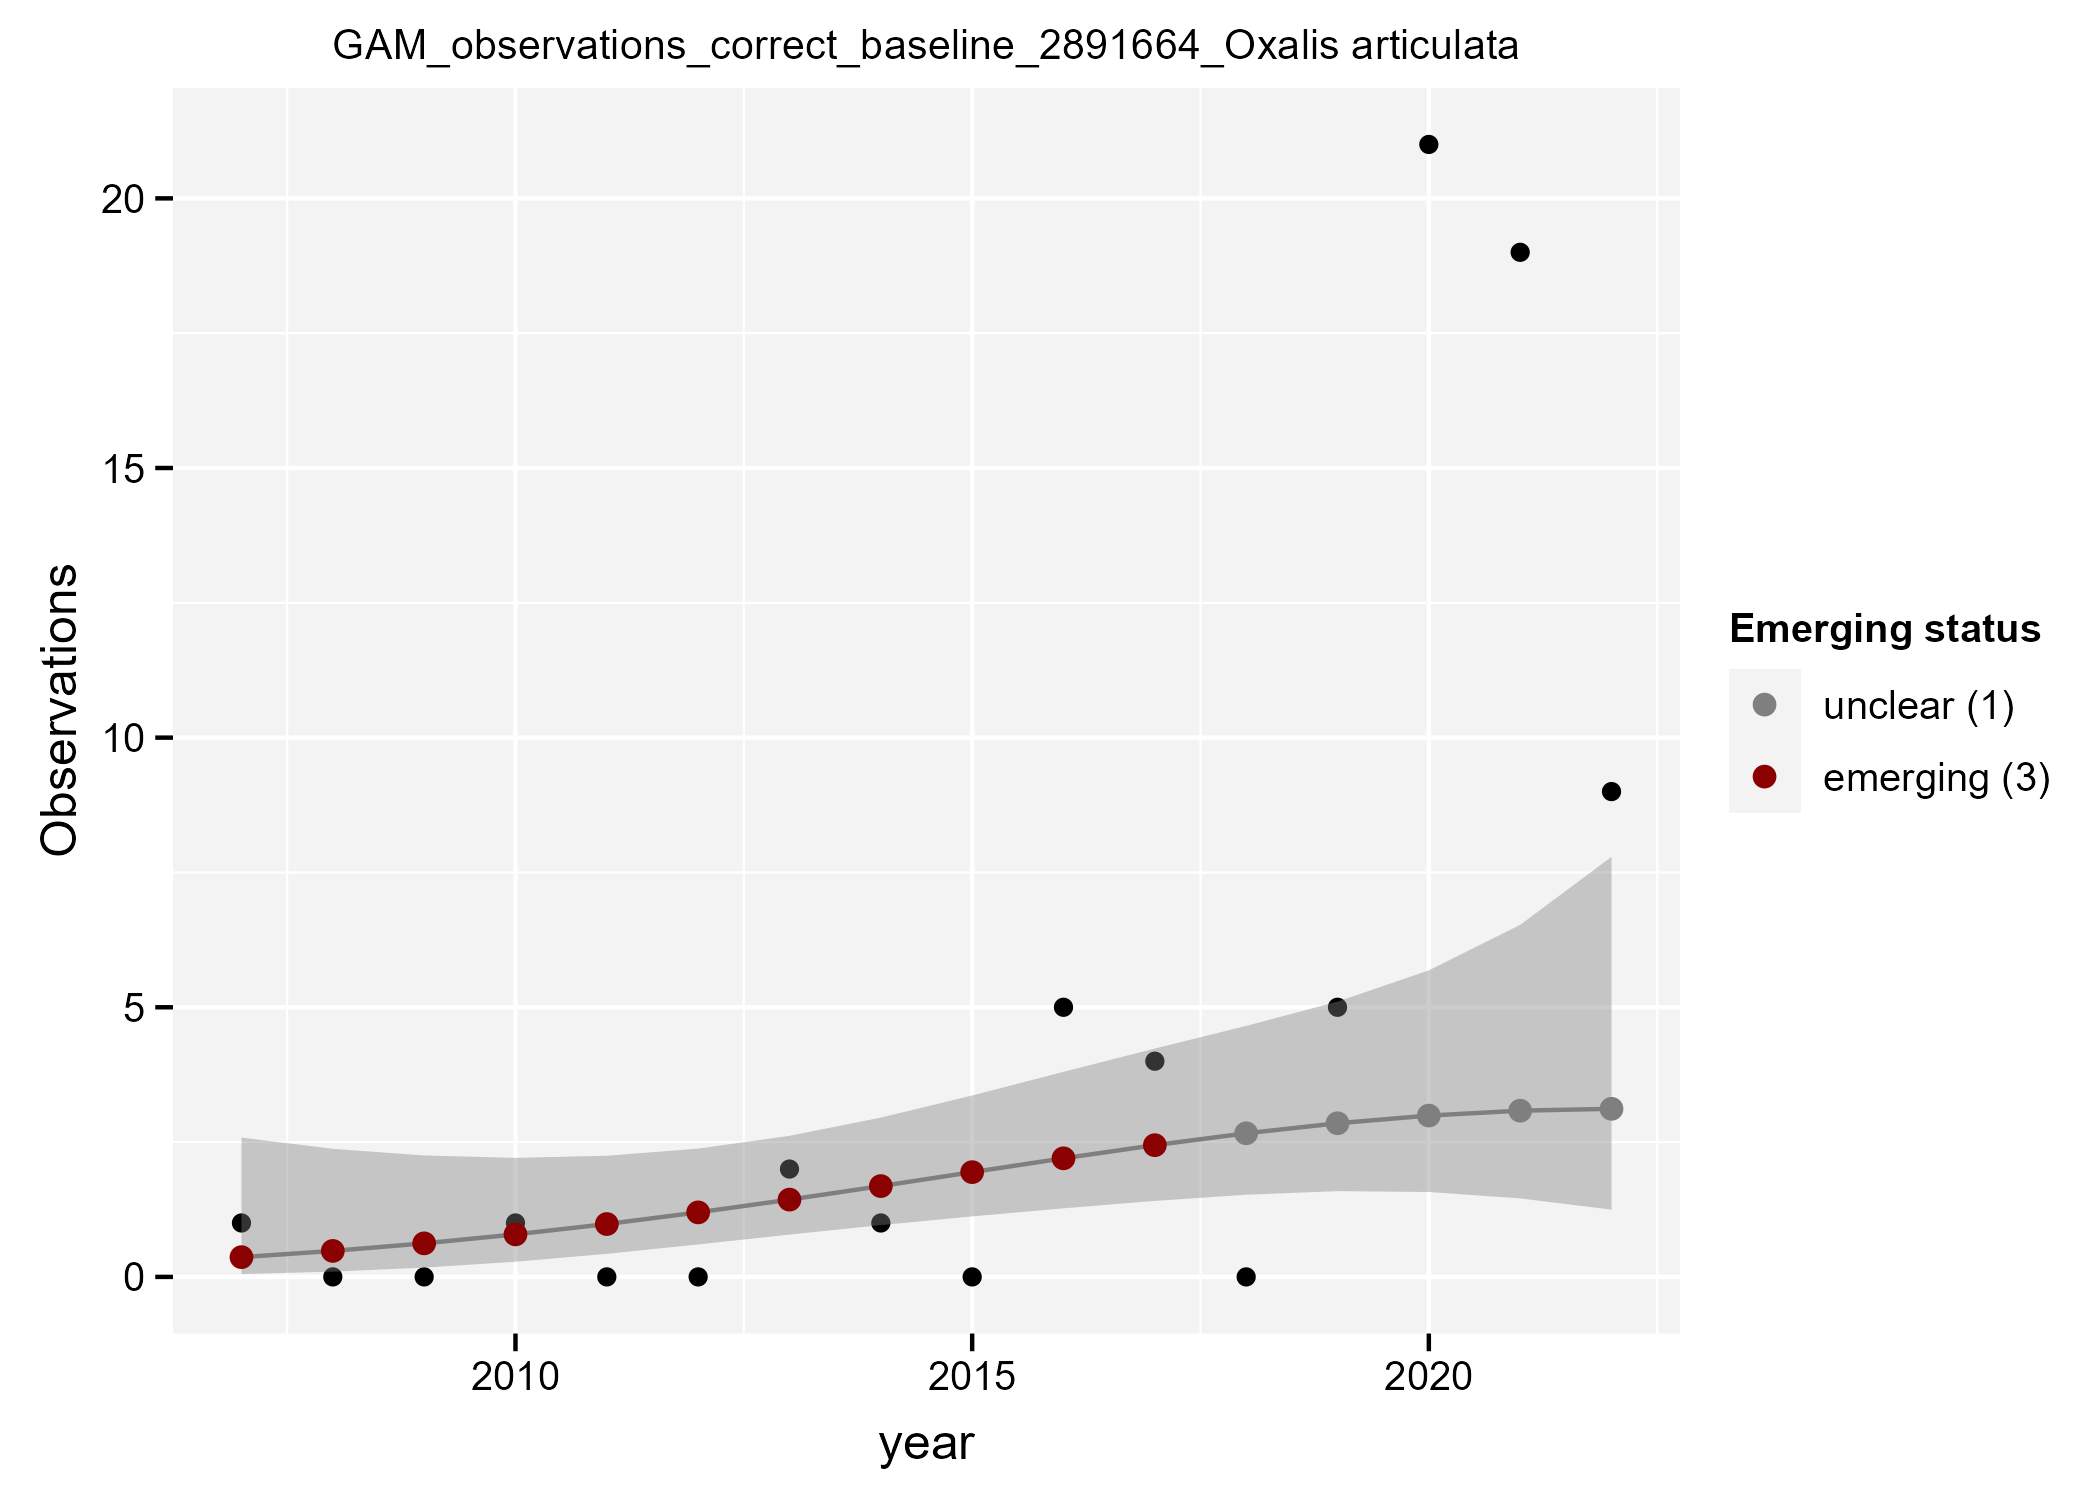 GAM_observations_correct_baseline_2891664_Oxalis articulata
Observations
20
15
10
5
0
2010
2015
2020
year
Emerging status
unclear (1)
emerging (3)